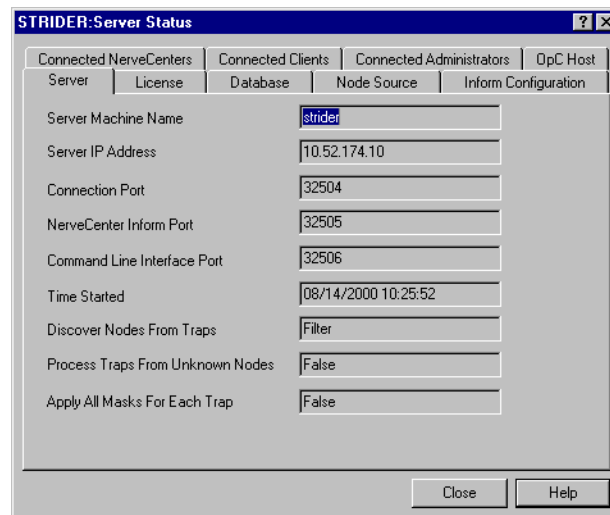 STRIDER:Server Status
? x
Connected NerveCenters Connected Clients Connected Administrators OpC Host
Server License Database Node Source Inform Configuration
Server Machine Name strider
Server IP Address 10.52.174.10
Connection Port 32504
NerveCenter Inform Port 32505
Command Line Interface Port 32506
Time Started 08/14/2000 10:25:52
Discover Nodes From Traps Filter
Process Traps From Unknown Nodes False
Apply All Masks For Each Trap False
Close Help